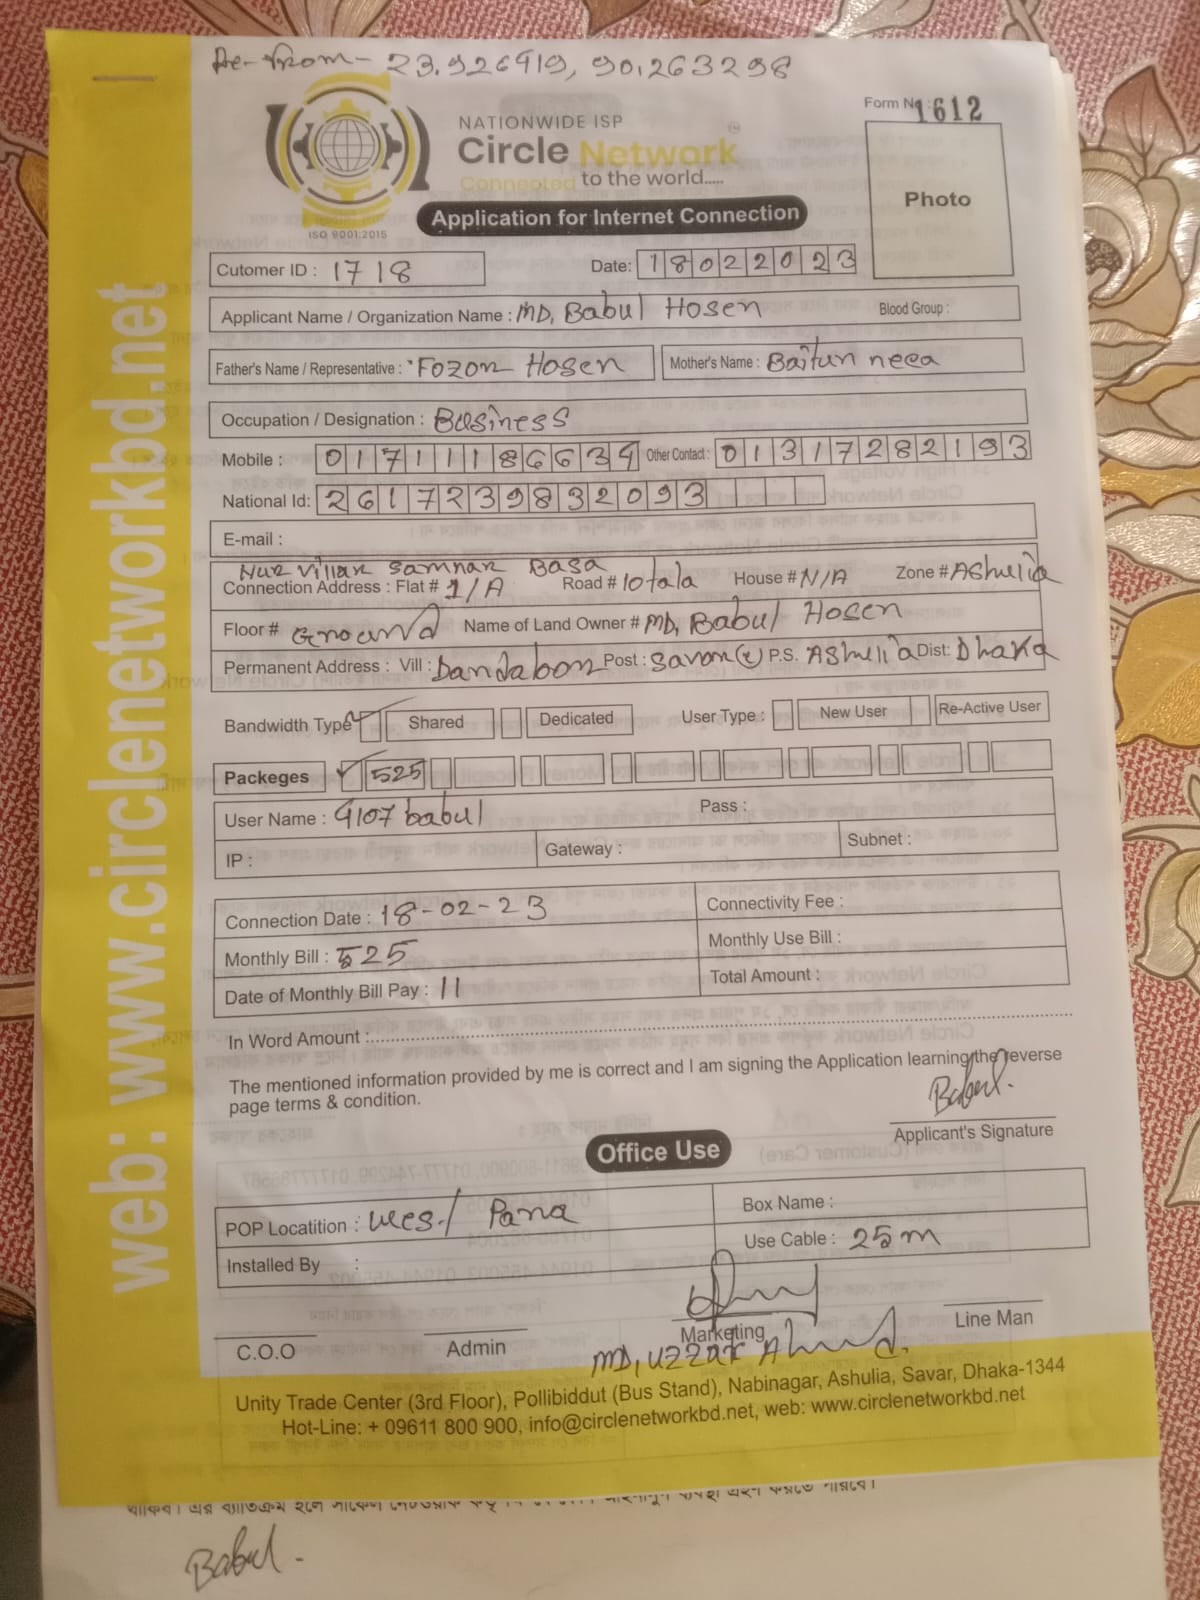 Re-from - 23.926919, 90.263298
Form No : 1612
NATIONWIDE ISP
Circle Network
Connected to the world.....
ISO 9001:2015
Photo
Application for Internet Connection
Cutomer ID : 1718
Date: 18022023
Applicant Name / Organization Name : MD, Babul Hosen Blood Group :
Father's Name / Representative : Fozor Hosen Mother's Name : Baitun neea
Occupation / Designation : Business
Mobile : 01711186634 Other Contact : 01317282193
National Id: 2617239832093
E-mail :
Nur Villar Samnar Basa
Connection Address : Flat # 1/A Road # 10tala House # N/A Zone # Ashulia
Floor # Ground Name of Land Owner # MD, Babul Hosen
Permanent Address : Vill : Dandabon Post : Savar P.S. Ashulia Dist: Dhaka
Bandwidth Type Shared Dedicated User Type : New User Re-Active User
Packeges 525
User Name : 9107babul Pass :
IP : Gateway : Subnet :
Connection Date : 18-02-23 Connectivity Fee :
Monthly Bill : 525 Monthly Use Bill :
Date of Monthly Bill Pay : 11 Total Amount :
In Word Amount :
The mentioned information provided by me is correct and I am signing the Application learning the reverse
page terms & condition.
Babul.
Applicant's Signature
Office Use
POP Locatition : West Para Box Name :
Installed By : Use Cable : 25m
C.O.O Admin Marketing Line Man
MD, Uzzal Ahmed.
Unity Trade Center (3rd Floor), Pollibiddut (Bus Stand), Nabinagar, Ashulia, Savar, Dhaka-1344
Hot-Line: + 09611 800 900, info@circlenetworkbd.net, web: www.circlenetworkbd.net
web: www.circlenetworkbd.net
Babul.